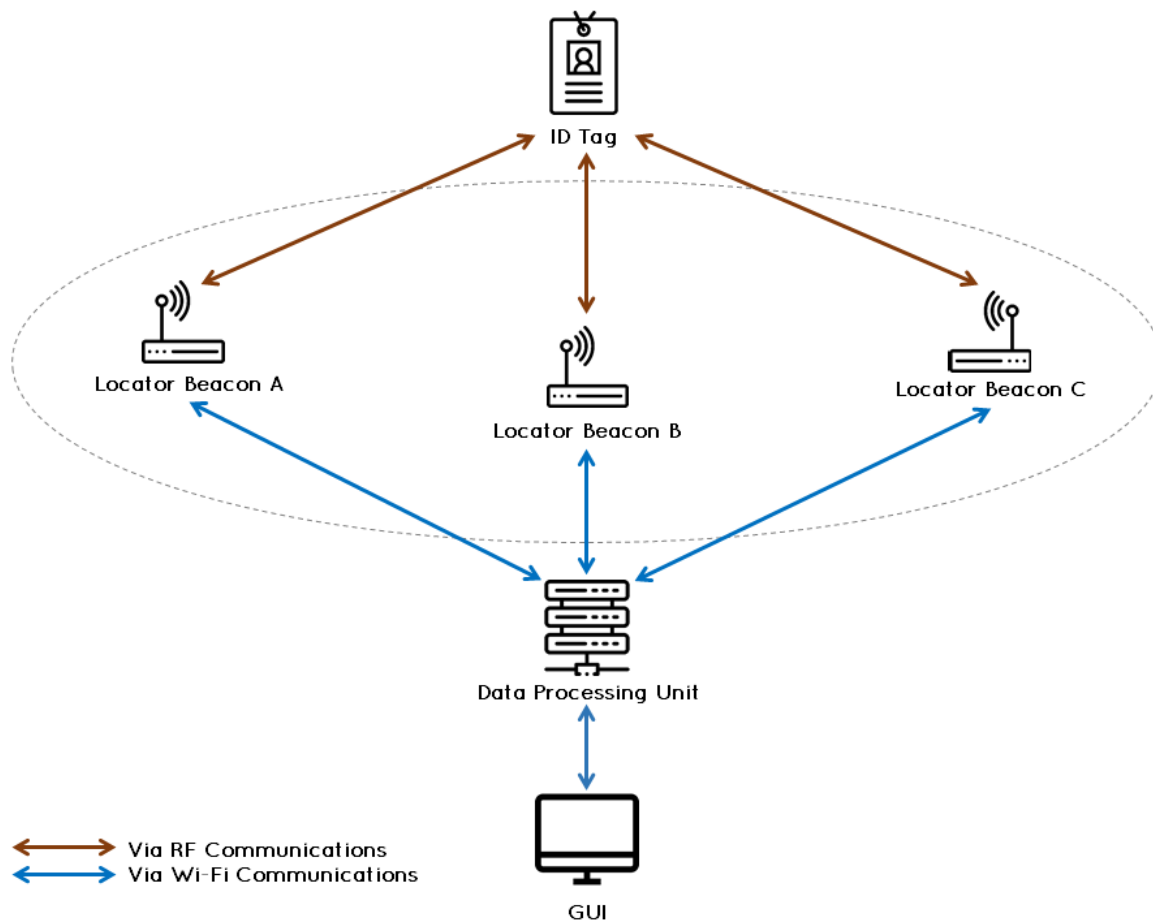 ID Tag
Locator Beacon A
Locator Beacon B
Locator Beacon C
Data Processing Unit
Via RF Communications
Via Wi-Fi Communications
GUI